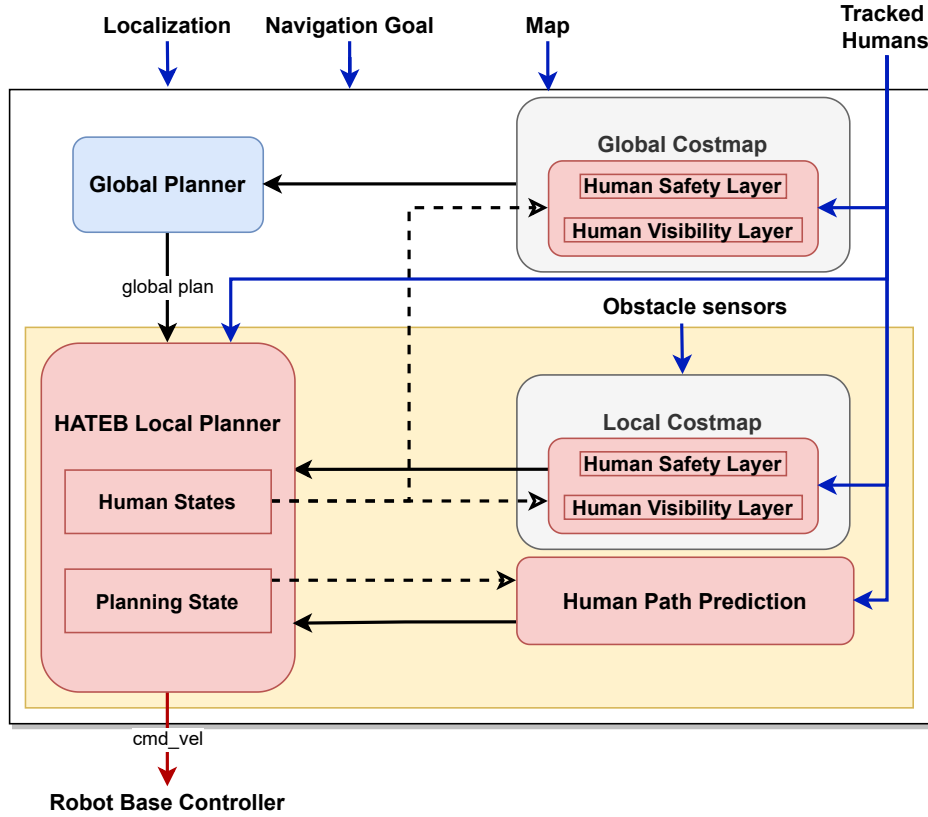 Localization
Navigation Goal
Map
Tracked
Humans
Global Costmap
Global Planner
Human Safety Layer
Human Visibility Layer
global plan
Obstacle sensors
HATEB Local Planner
Local Costmap
Human Safety Layer
Human States
Human Visibility Layer
Planning State
Human Path Prediction
cmd_vel
Robot Base Controller